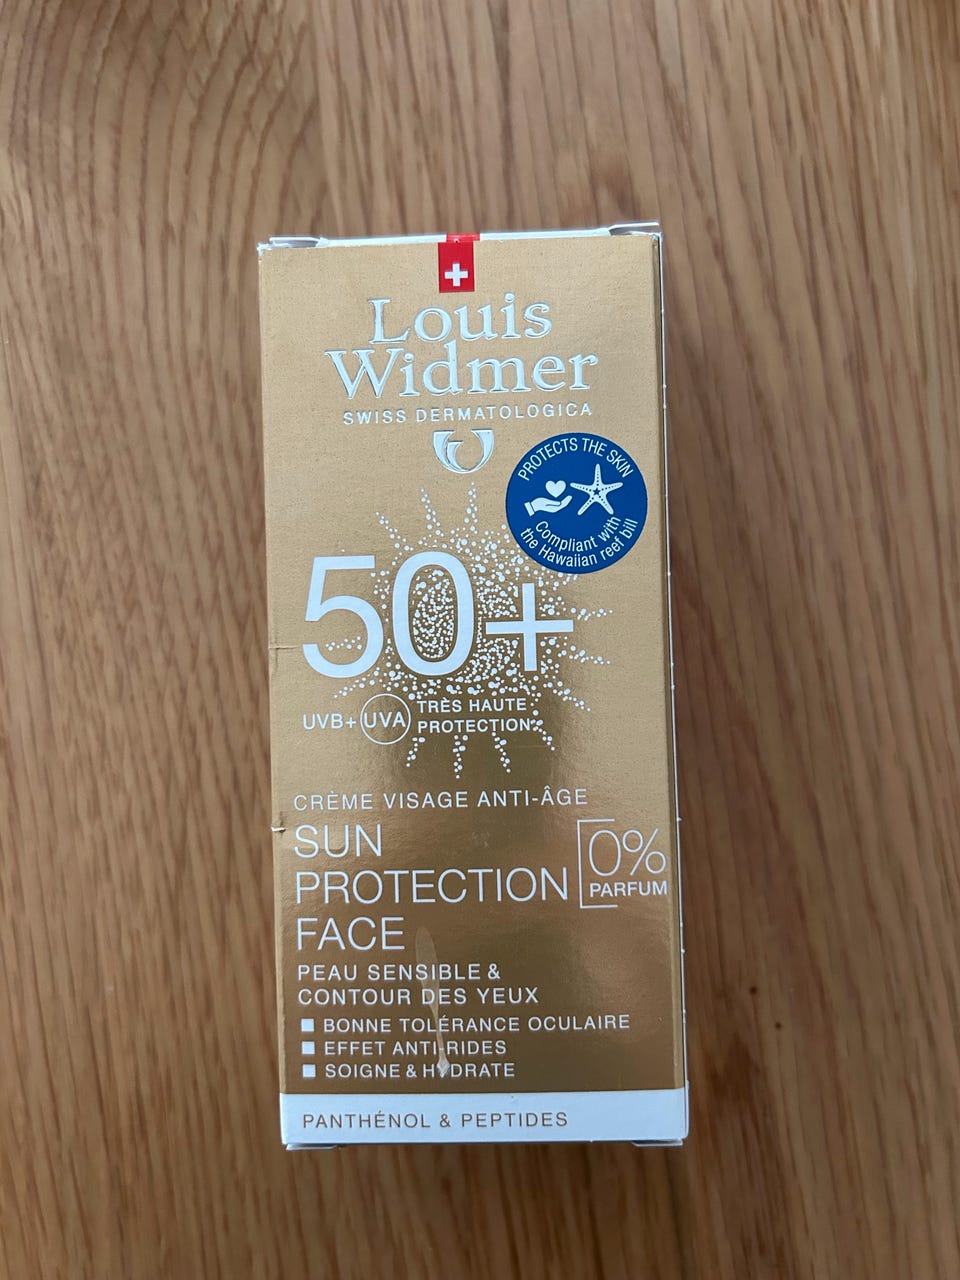 Louis
Widmer
SWISS DERMATOLOGICA
PROTECTS THE SKIN
Compliant with
the Hawaiian reef bill
50+
UVB+ UVA TRÈS HAUTE
PROTECTION
CRÈME VISAGE ANTI-ÂGE
SUN
PROTECTION
FACE
0%
PARFUM
PEAU SENSIBLE &
CONTOUR DES YEUX
BONNE TOLÉRANCE OCULAIRE
EFFET ANTI-RIDES
SOIGNE & HYDRATE
PANTHÉNOL & PEPTIDES